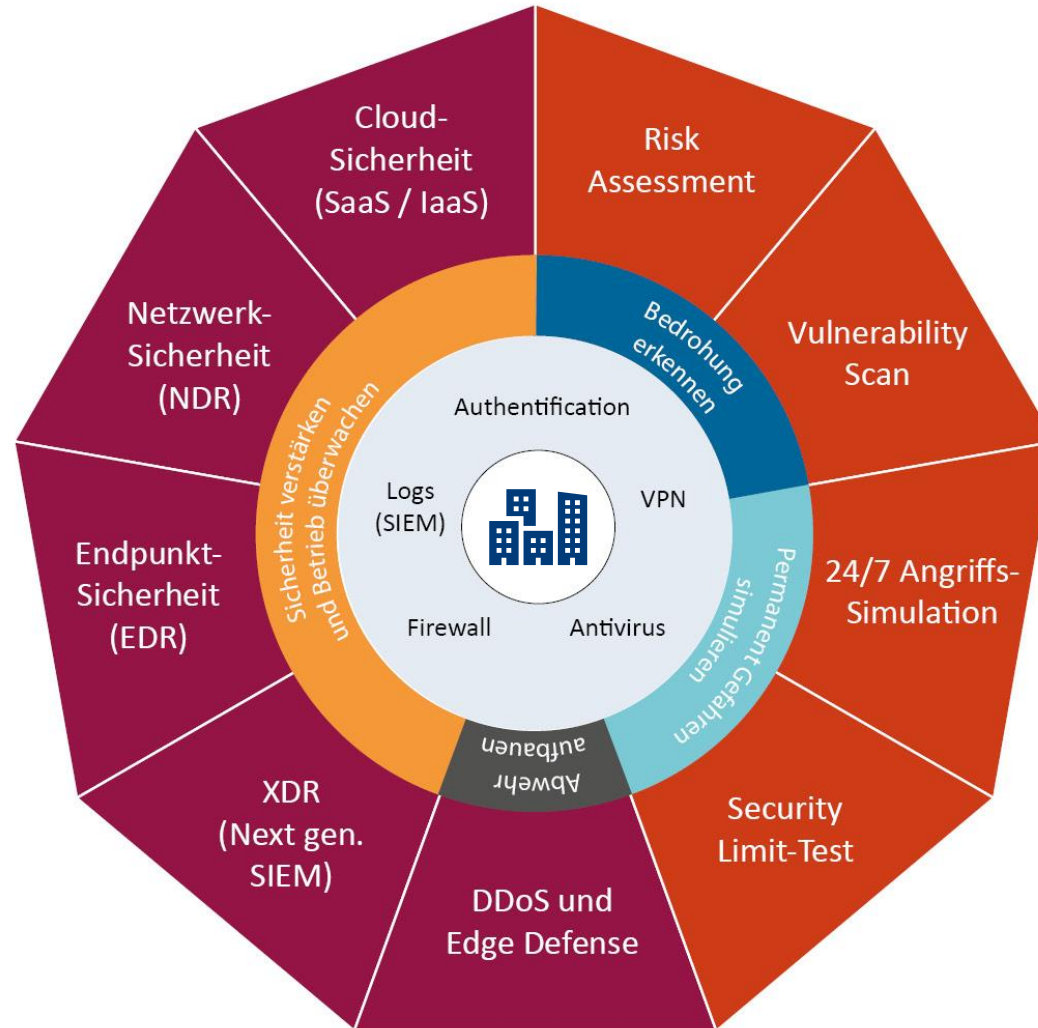 Cloud-
Sicherheit
(SaaS / IaaS)
Risk
Assessment
Netzwerk-
Sicherheit
(NDR)
Vulnerability
Scan
Bedrohung
erkennen
Sicherheit verstärken
und Betrieb überwachen
Authentification
Logs
(SIEM)
VPN
Firewall
Antivirus
Endpunkt-
Sicherheit
(EDR)
24/7 Angriffs-
Simulation
Permanent Gefahren
simulieren
Abwehr
aufbauen
XDR
(Next gen.
SIEM)
Security
Limit-Test
DDoS und
Edge Defense